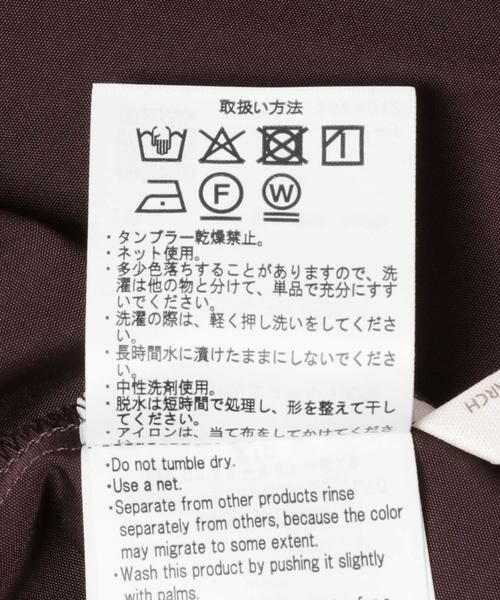 取扱い方法
F W
・タンブラー乾燥禁止。
・ネット使用。
・多少色落ちすることがありますので、洗
濯は他の物と分けて、単品で充分にすす
いでください。
・洗濯の際は、軽く押し洗いをしてくださ
い。
・長時間水に漬けたままにしないでくださ
い。
・中性洗剤使用。
・脱水は短時間で処理し、形を整えて干し
てください。
・アイロンは、当て布をしてかけてくださ
・Do not tumble dry.
・Use a net.
・Separate from other products rinse
separately from others, because the color
may migrate to some extent.
・Wash this product by pushing it slightly
with palms.
RCH